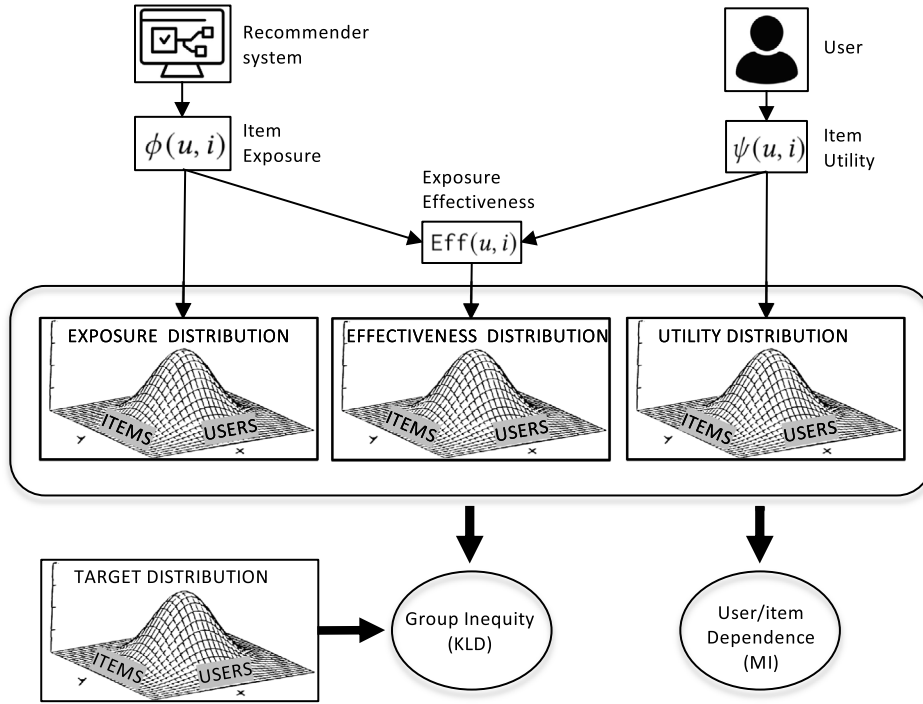 Recommender
system
User
ϕ(u, i)
Item
Exposure
ψ(u, i)
Item
Utility
Exposure
Effectiveness
Eff(u, i)
EXPOSURE DISTRIBUTION
ITEMS
USERS
Y
X
EFFECTIVENESS DISTRIBUTION
ITEMS
USERS
Y
X
UTILITY DISTRIBUTION
ITEMS
USERS
Y
X
TARGET DISTRIBUTION
ITEMS
USERS
Y
X
Group Inequity
(KLD)
User/item
Dependence
(MI)